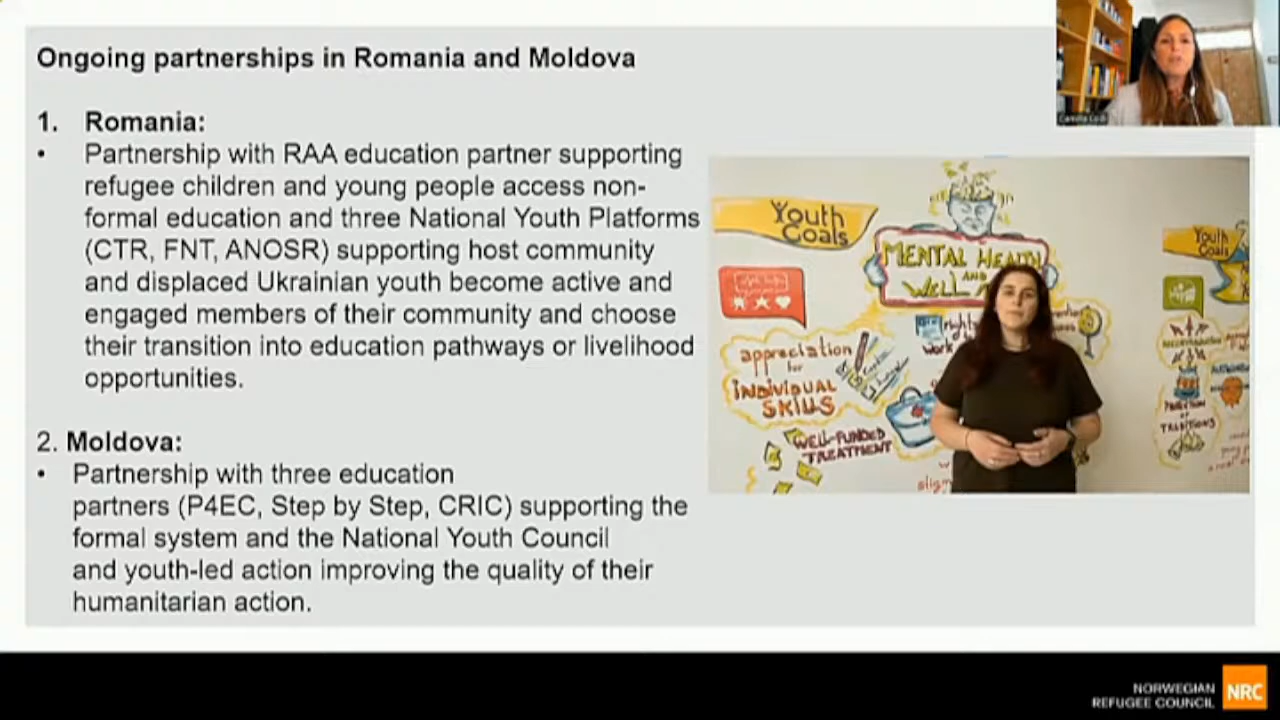 Ongoing partnerships in Romania and Moldova
1. Romania:
• Partnership with RAA education partner supporting
refugee children and young people access non-
formal education and three National Youth Platforms
(CTR, FNT, ANOSR) supporting host community
and displaced Ukrainian youth become active and
engaged members of their community and choose
their transition into education pathways or livelihood
opportunities.
2. Moldova:
• Partnership with three education
partners (P4EC, Step by Step, CRIC) supporting the
formal system and the National Youth Council
and youth-led action improving the quality of their
humanitarian action.
Youth
Goals
MENTAL HEALTH
AND
WELL
appreciation
for
INDIVIDUAL
SKILLS
WELL-FUNDED
TREATMENT
right
work
Youth
Goals
TRADITIONS
NORWEGIAN
REFUGEE COUNCIL
NRC